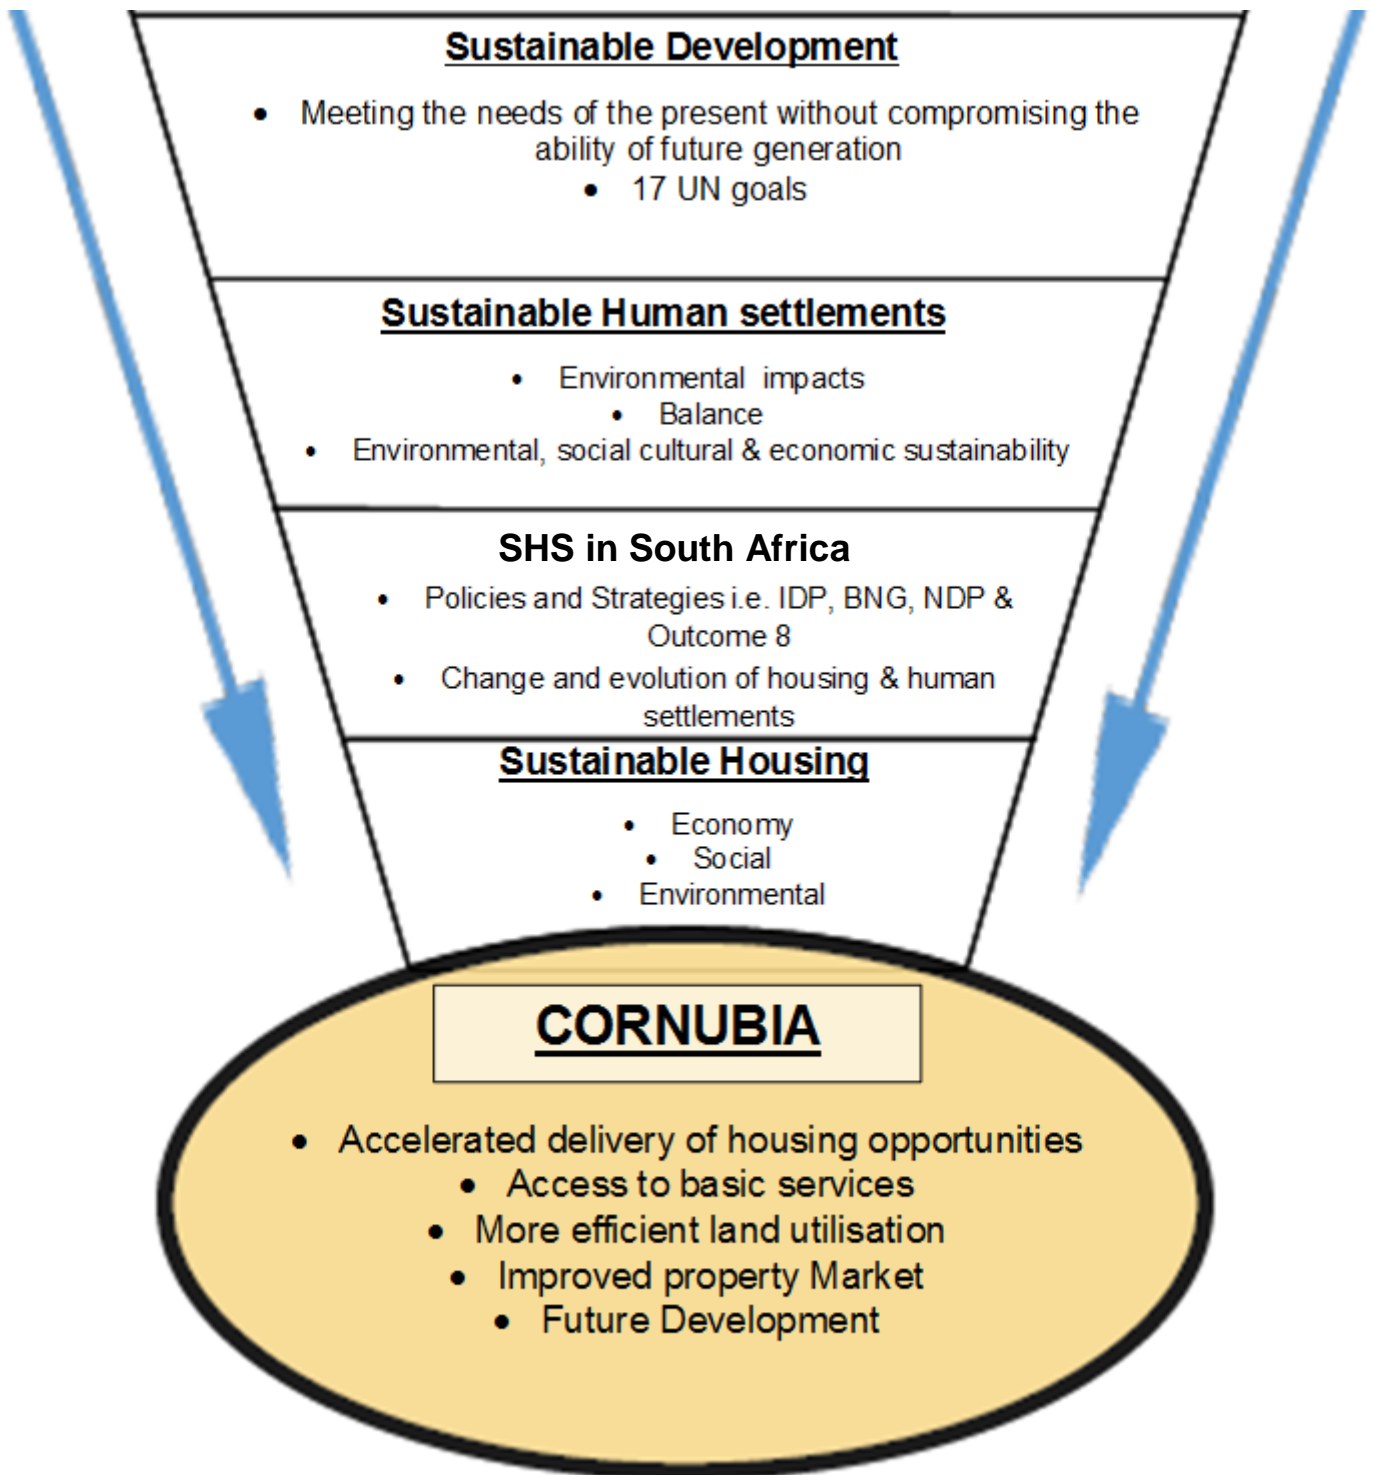 Sustainable Development
• Meeting the needs of the present without compromising the
ability of future generation
• 17 UN goals
Sustainable Human settlements
• Environmental impacts
• Balance
• Environmental, social cultural & economic sustainability
SHS in South Africa
• Policies and Strategies i.e. IDP, BNG, NDP &
Outcome 8
• Change and evolution of housing & human
settlements
Sustainable Housing
• Economy
• Social
• Environmental
CORNUBIA
• Accelerated delivery of housing opportunities
• Access to basic services
• More efficient land utilisation
• Improved property Market
• Future Development